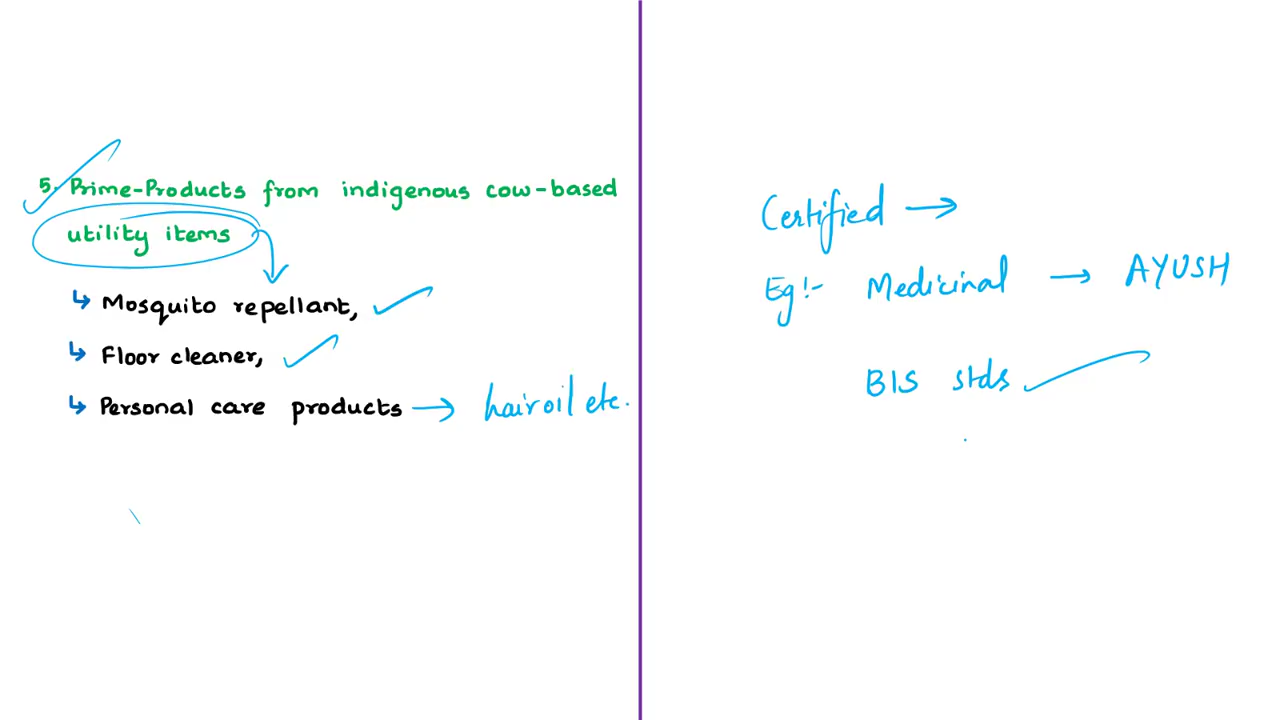 5. Prime-Products from indigenous cow-based
utility items
↳ Mosquito repellant,
↳ Floor cleaner,
↳ Personal care products → hair oil etc.
Certified →
Eg!- Medicinal → AYUSH
BIS stds